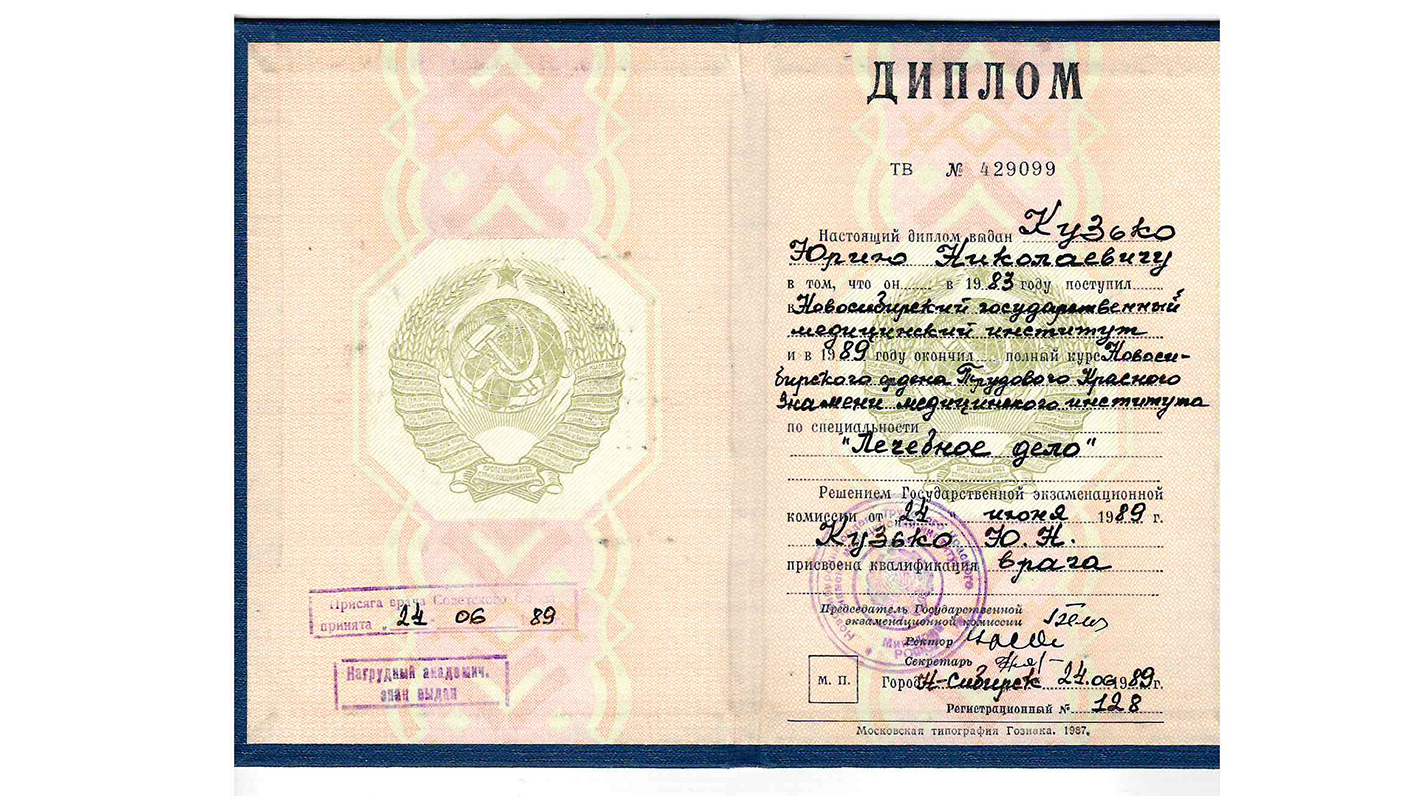 Присяга врача Советского Союза
принята „ 24 06 89
Нагрудный академич.
знак выдан
ДИПЛОМ
ТВ № 429099
Настоящий диплом выдан Кузько
Юрию Николаевичу
в том, что он в 1983 году поступил
в Новосибирский государственный
медицинский институт
и в 1989 году окончил полный курс Новоси-
бирского ордена Трудового Красного
Знамени медицинского института
по специальности
"Лечебное дело"
Решением Государственной экзаменационной
комиссии от „24" июня 1989 г.
Кузько Ю. Н.
присвоена квалификация врача
Председатель Государственной
экзаменационной комиссии
Ректор
Секретарь
М. П.
Город Н-Сибирск 24.06 1989г.
Регистрационный № 128
Московская типография Гознака. 1987.